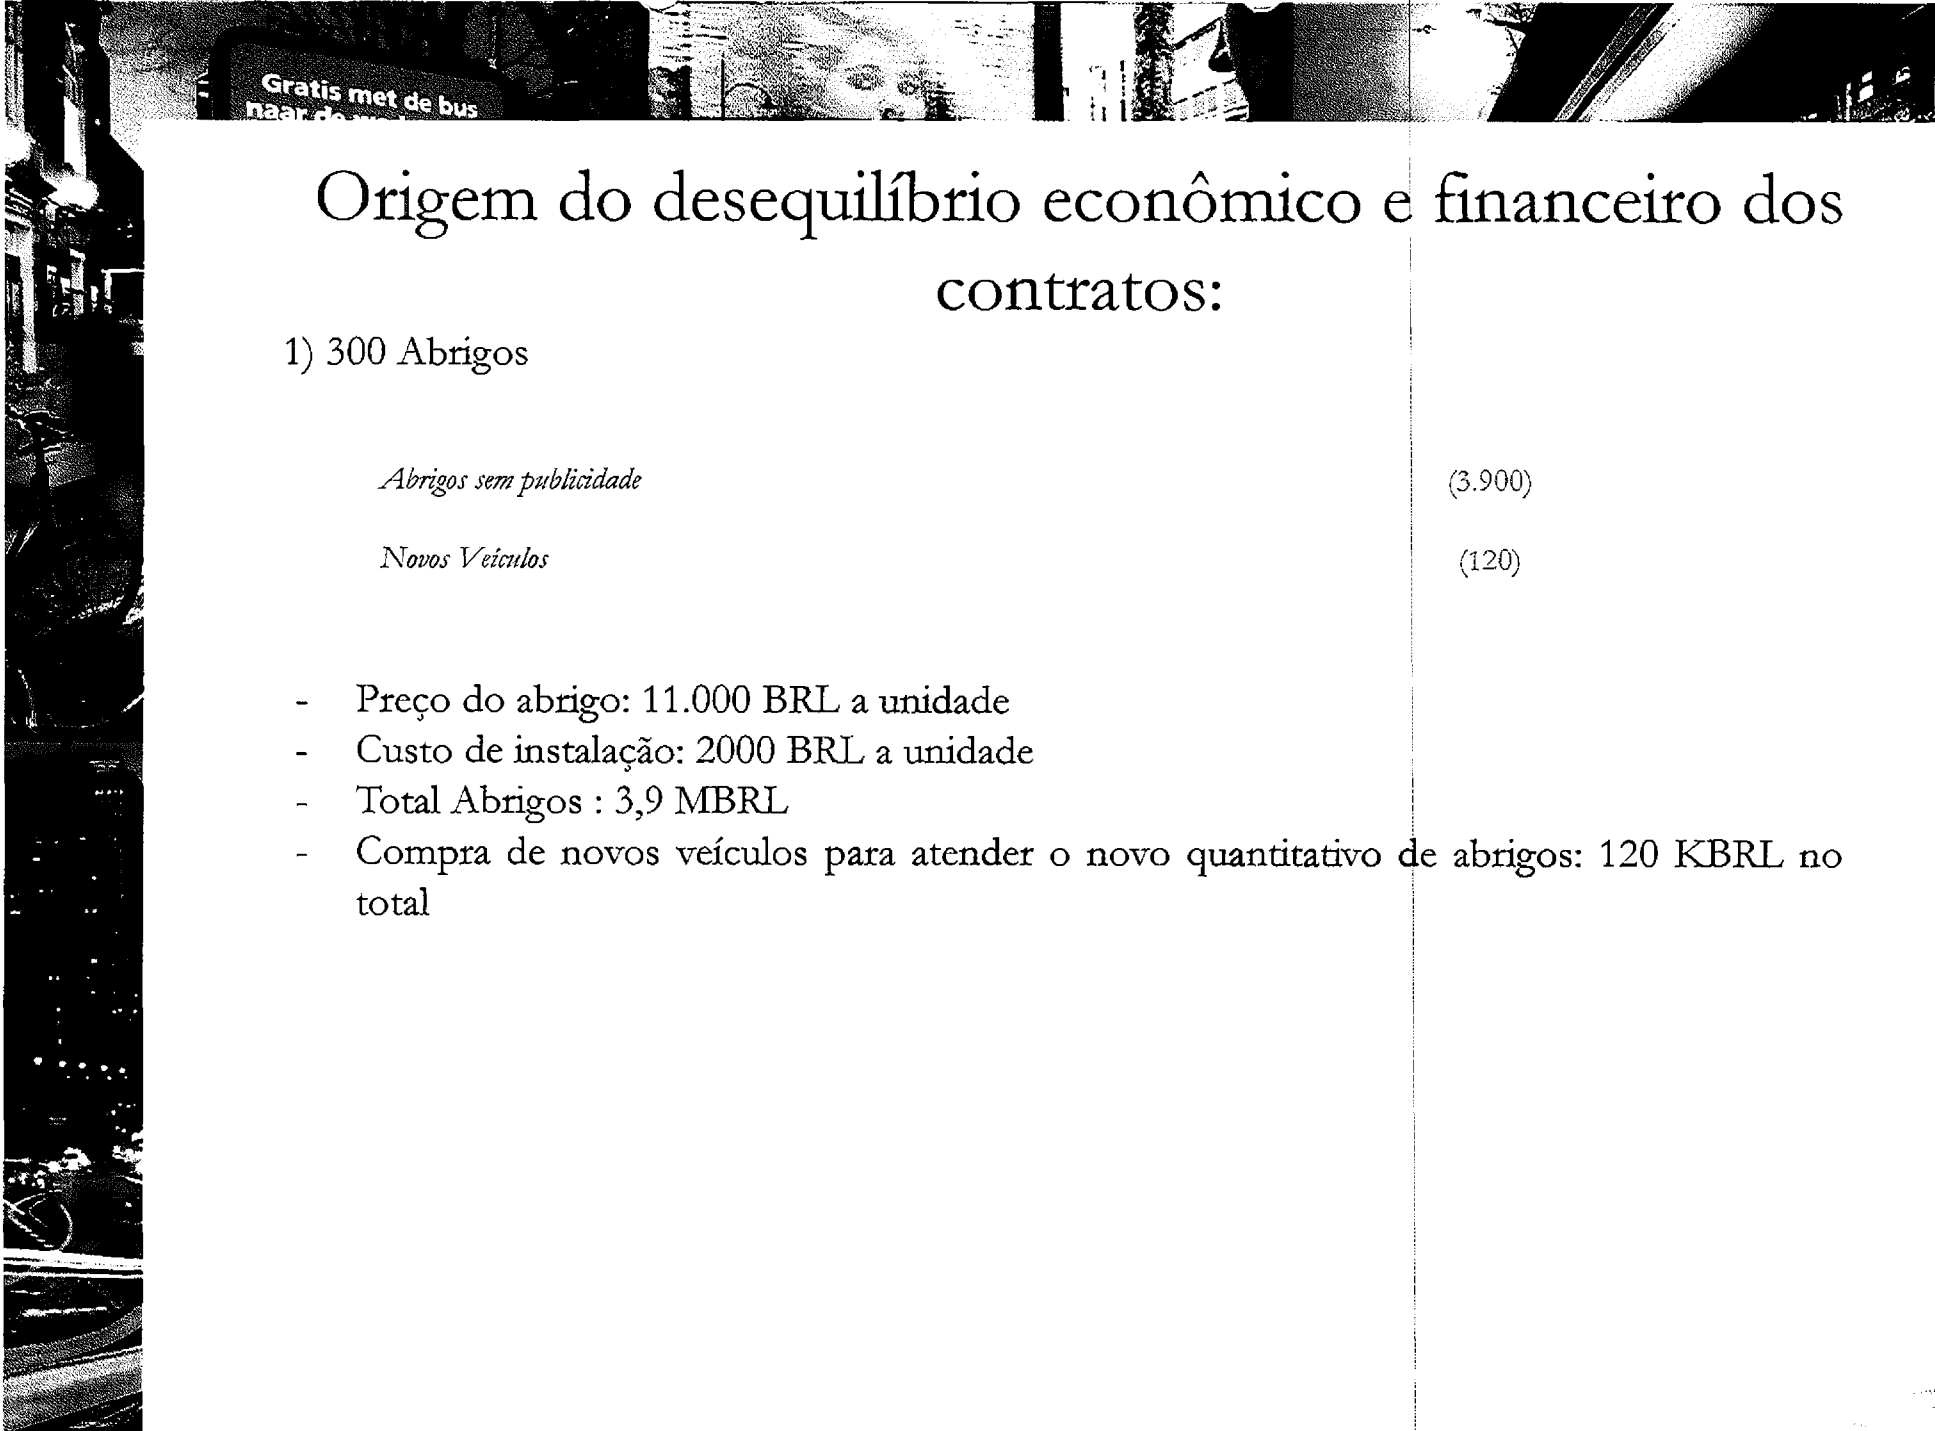 Gratis met de bus
naar de
Origem do desequilíbrio econômico e financeiro dos
contratos:
1) 300 Abrigos
Abrigos sem publicidade (3.900)
Novos Veículos (120)
- Preço do abrigo: 11.000 BRL a unidade
- Custo de instalação: 2000 BRL a unidade
- Total Abrigos : 3,9 MBRL
- Compra de novos veículos para atender o novo quantitativo de abrigos: 120 KBRL no
total